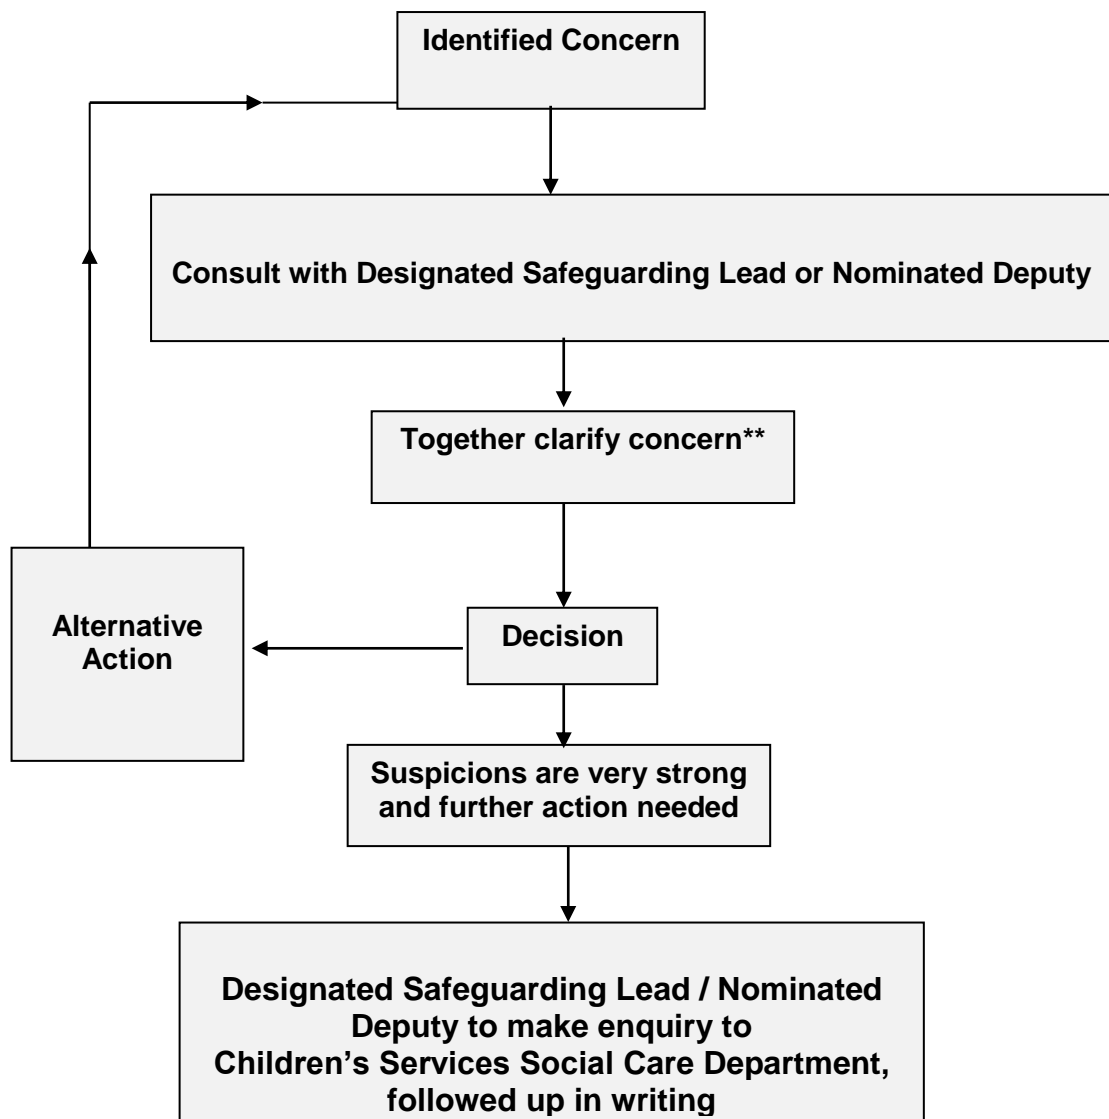 Identified Concern
Consult with Designated Safeguarding Lead or Nominated Deputy
Together clarify concern**
Alternative
Action
Decision
Suspicions are very strong
and further action needed
Designated Safeguarding Lead / Nominated
Deputy to make enquiry to
Children’s Services Social Care Department,
followed up in writing